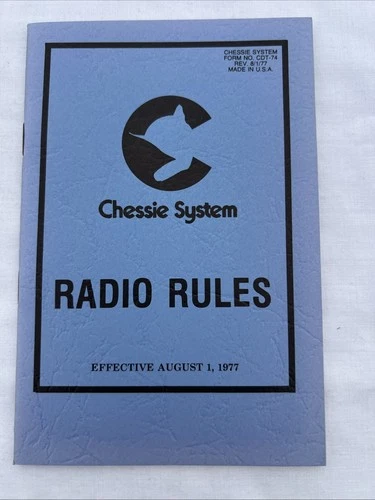 CHESSIE SYSTEM
FORM NO. CDT-74
REV. 8/1/77
MADE IN U.S.A.
Chessie System
RADIO RULES
EFFECTIVE AUGUST 1, 1977